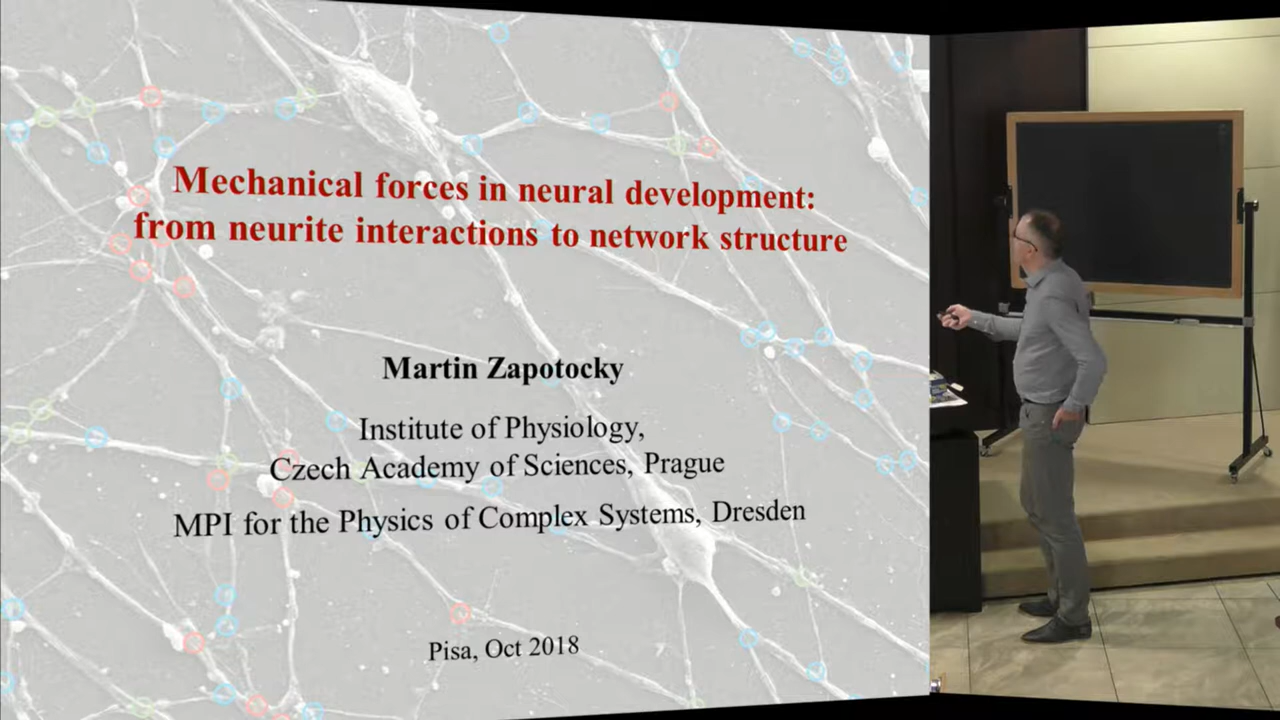 Mechanical forces in neural development:
from neurite interactions to network structure
Martin Zapotocky
Institute of Physiology,
Czech Academy of Sciences, Prague
MPI for the Physics of Complex Systems, Dresden
Pisa, Oct 2018